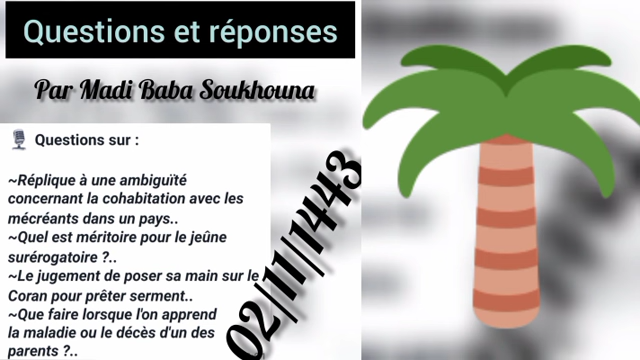 Questions et réponses
Par Madi Baba Soukhouna
Questions sur :
~Réplique à une ambiguïté
concernant la cohabitation avec les
mécréants dans un pays..
~Quel est méritoire pour le jeûne
surérogatoire ?..
~Le jugement de poser sa main sur le
Coran pour prêter serment..
~Que faire lorsque l'on apprend
la maladie ou le décès d'un des
parents ?..
02/11/1443